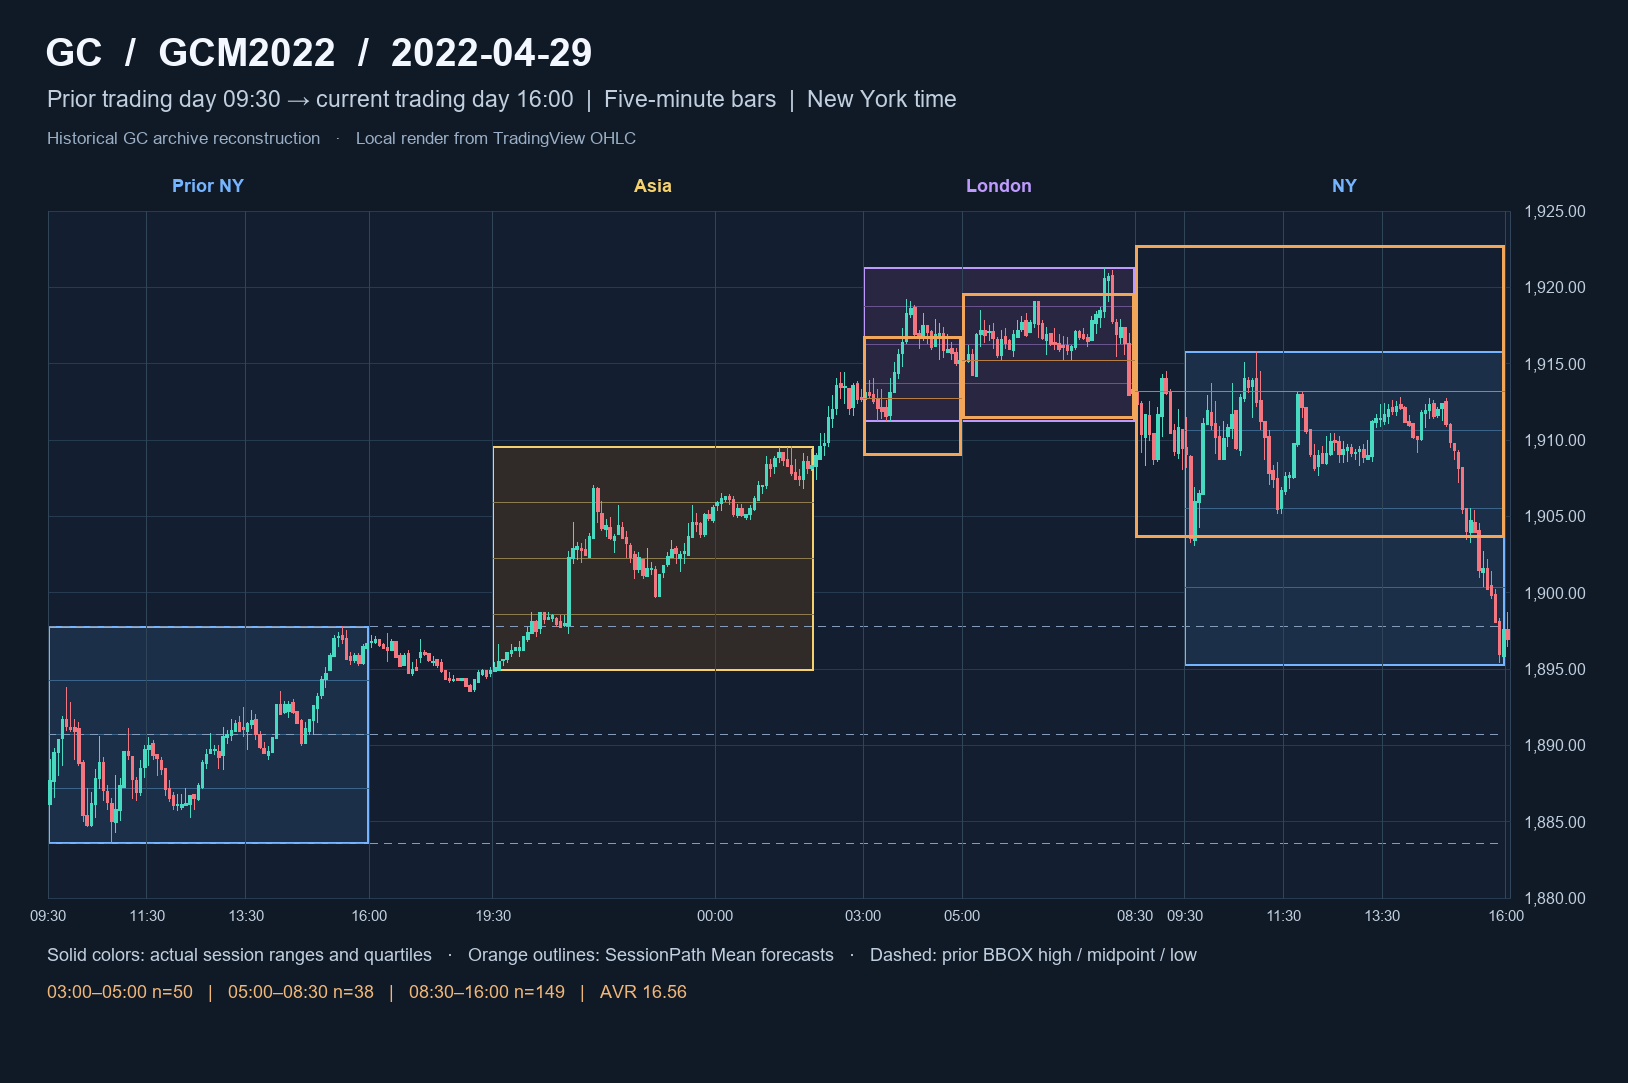 GC / GCM2022 / 2022-04-29
Prior trading day 09:30 → current trading day 16:00 | Five-minute bars | New York time
Historical GC archive reconstruction · Local render from TradingView OHLC
Prior NY Asia London NY
1,925.00
1,920.00
1,915.00
1,910.00
1,905.00
1,900.00
1,895.00
1,890.00
1,885.00
1,880.00
09:30 11:30 13:30 16:00 19:30 00:00 03:00 05:00 08:30 09:30 11:30 13:30 16:00
Solid colors: actual session ranges and quartiles · Orange outlines: SessionPath Mean forecasts · Dashed: prior BBOX high / midpoint / low
03:00–05:00 n=50 | 05:00–08:30 n=38 | 08:30–16:00 n=149 | AVR 16.56